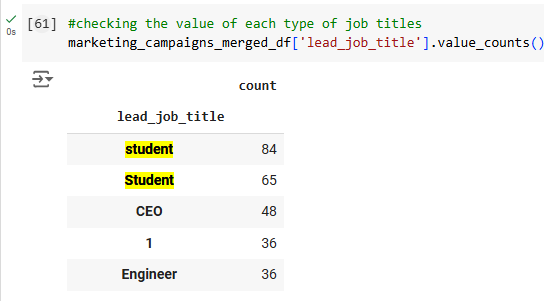 [61] #checking the value of each type of job titles
0s marketing_campaigns_merged_df['lead_job_title'].value_counts()
count
lead_job_title
student 84
Student 65
CEO 48
1 36
Engineer 36